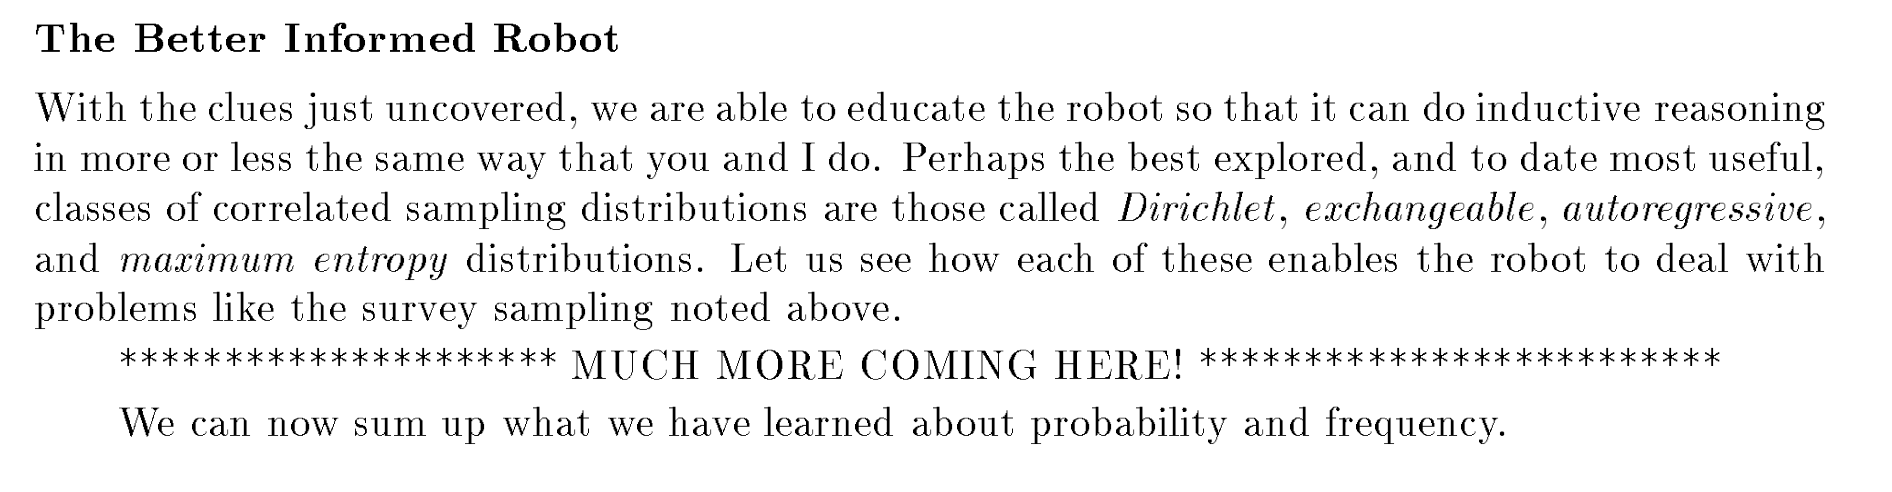 The Better Informed Robot
With the clues just uncovered, we are able to educate the robot so that it can do inductive reasoning
in more or less the same way that you and I do. Perhaps the best explored, and to date most useful,
classes of correlated sampling distributions are those called Dirichlet, exchangeable, autoregressive,
and maximum entropy distributions. Let us see how each of these enables the robot to deal with
problems like the survey sampling noted above.
********************* MUCH MORE COMING HERE! *************************
We can now sum up what we have learned about probability and frequency.